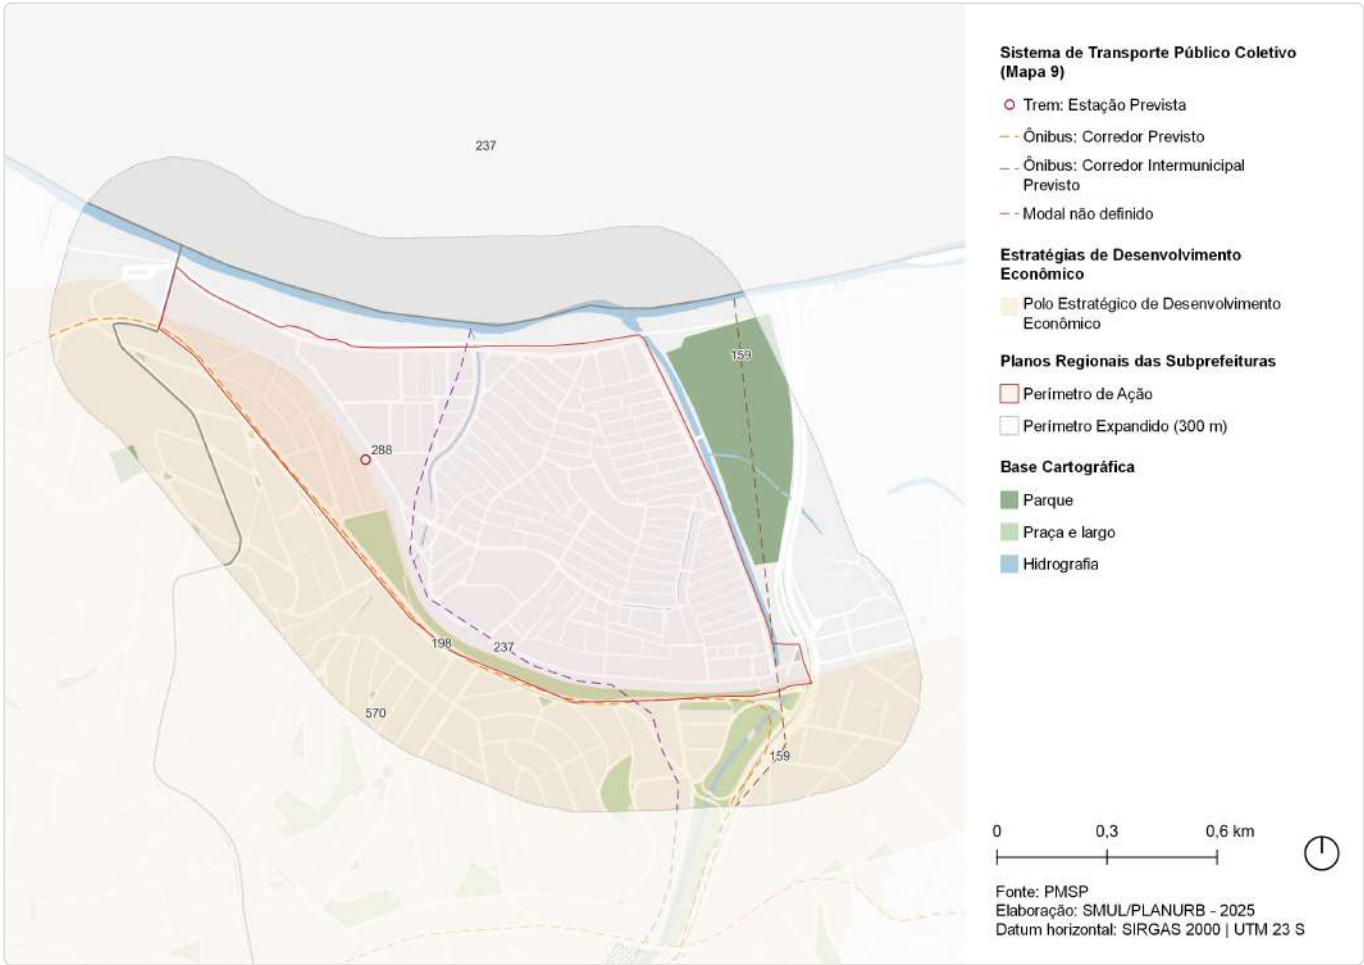 237
159
288
198
237
570
159
Sistema de Transporte Público Coletivo
(Mapa 9)
Trem: Estação Prevista
Ônibus: Corredor Previsto
Ônibus: Corredor Intermunicipal
Previsto
Modal não definido
Estratégias de Desenvolvimento
Econômico
Polo Estratégico de Desenvolvimento
Econômico
Planos Regionais das Subprefeituras
Perímetro de Ação
Perímetro Expandido (300 m)
Base Cartográfica
Parque
Praça e largo
Hidrografia
0 0,3 0,6 km
Fonte: PMSP
Elaboração: SMUL/PLANURB - 2025
Datum horizontal: SIRGAS 2000 | UTM 23 S